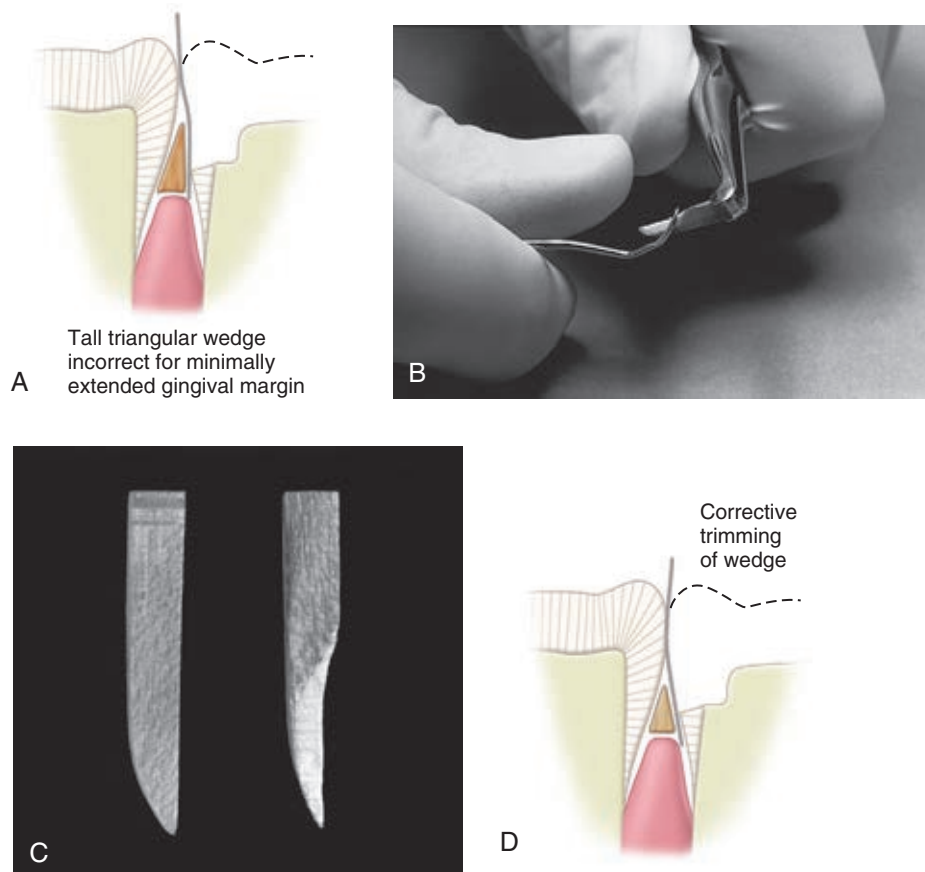 A
Tall triangular wedge
incorrect for minimally
extended gingival margin
B
C
Corrective
trimming
of wedge
D